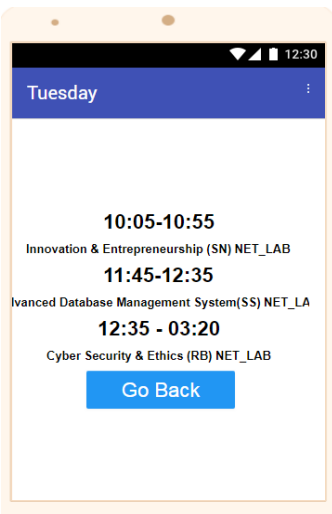 12:30
Tuesday
10:05-10:55
Innovation & Entrepreneurship (SN) NET_LAB
11:45-12:35
lvanced Database Management System(SS) NET_LA
12:35 - 03:20
Cyber Security & Ethics (RB) NET_LAB
Go Back